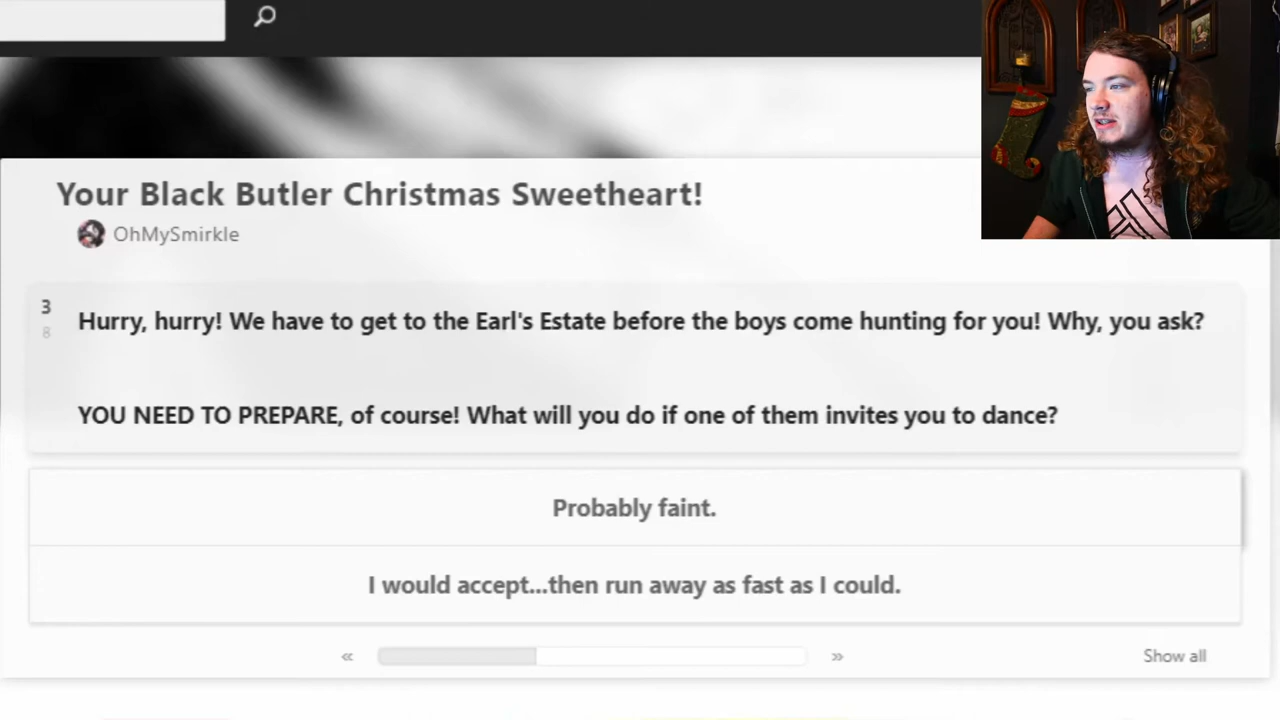 Your Black Butler Christmas Sweetheart!
OhMySmirkle
3
8
Hurry, hurry! We have to get to the Earl's Estate before the boys come hunting for you! Why, you ask?
YOU NEED TO PREPARE, of course! What will you do if one of them invites you to dance?
Probably faint.
I would accept...then run away as fast as I could.
« »
Show all